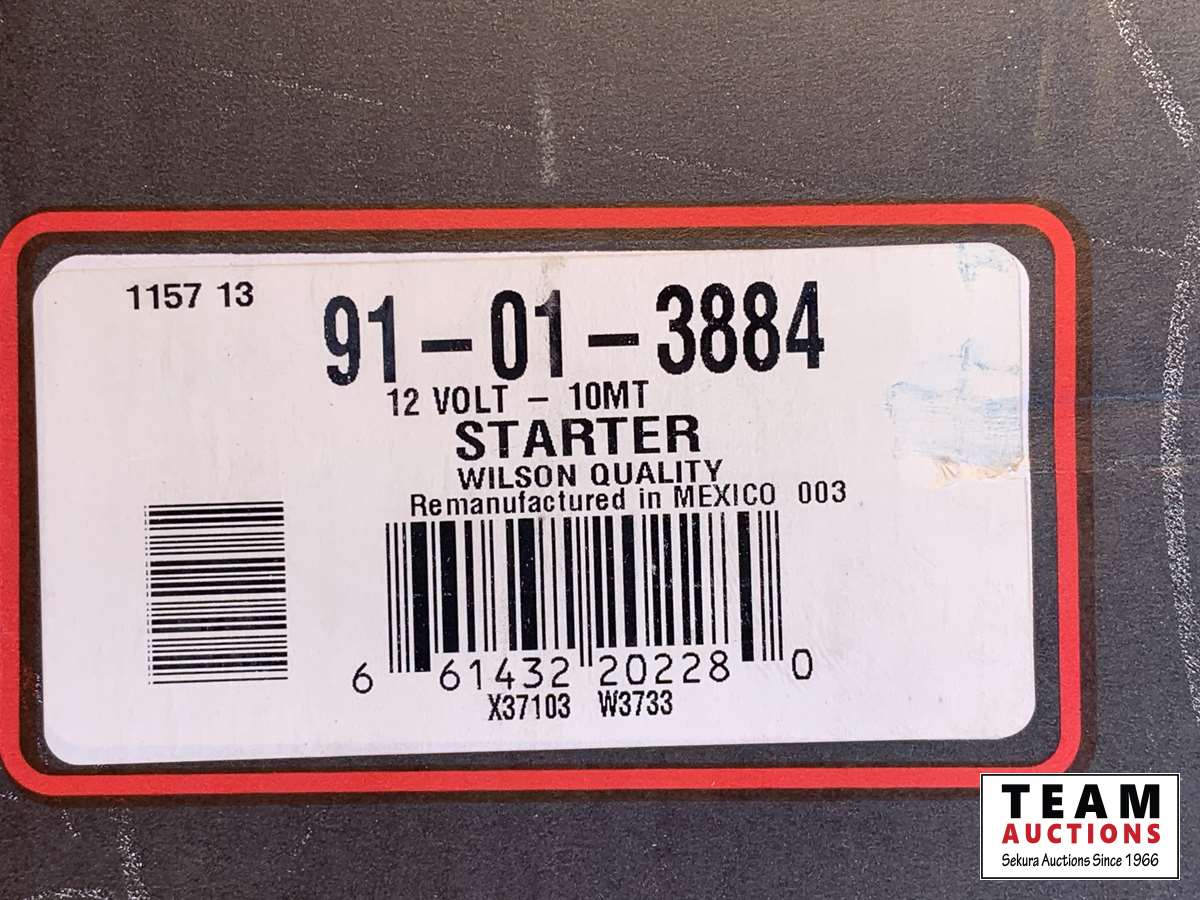 1157 13
91-01-3884
12 VOLT - 10MT
STARTER
WILSON QUALITY
Remanufactured in MEXICO 003
6 61432 20228 0
X37103 W3733
TEAM
AUCTIONS
Sekura Auctions Since 1966